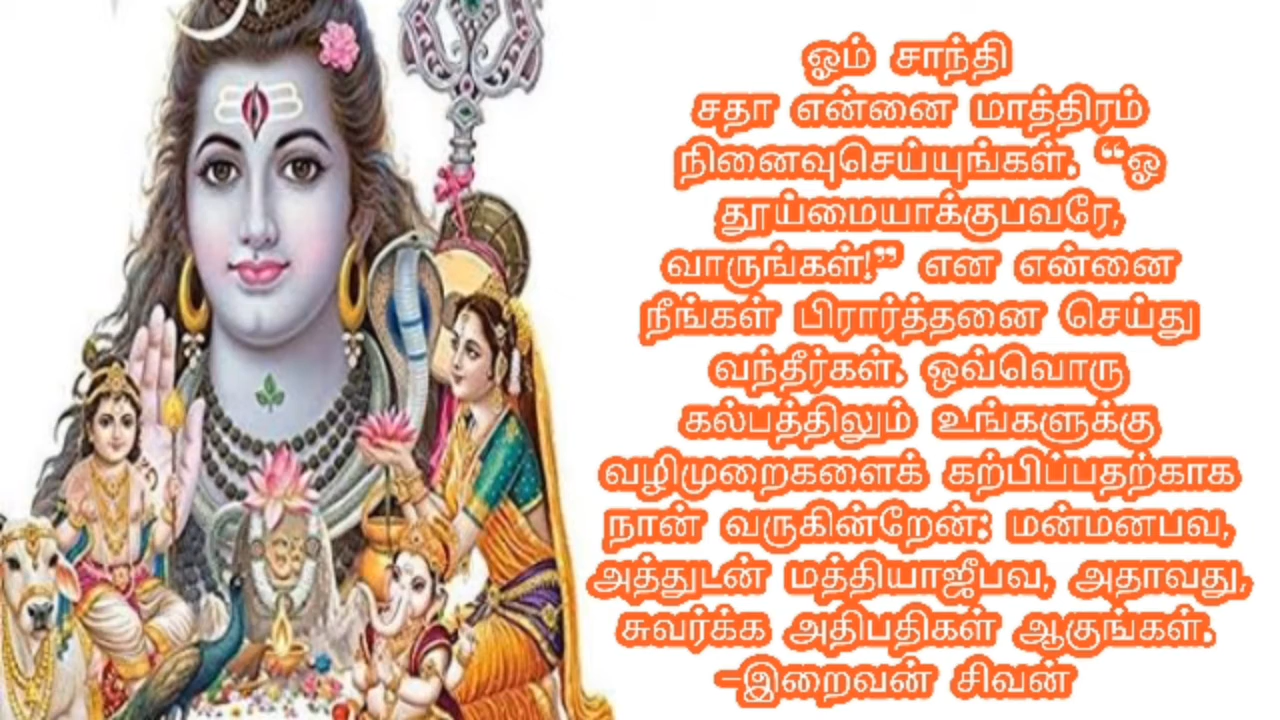 ஓம் சாந்தி
சதா என்னை மாத்திரம்
நினைவுசெய்யுங்கள். “ஓ
தூய்மையாக்குபவரே,
வாருங்கள்!” என என்னை
நீங்கள் பிரார்த்தனை செய்து
வந்தீர்கள். ஒவ்வொரு
கல்பத்திலும் உங்களுக்கு
வழிமுறைகளைக் கற்பிப்பதற்காக
நான் வருகின்றேன்: மன்மனபவ,
அத்துடன் மத்தியாஜீபவ, அதாவது,
சுவர்க்க அதிபதிகள் ஆகுங்கள்.
-இறைவன் சிவன்